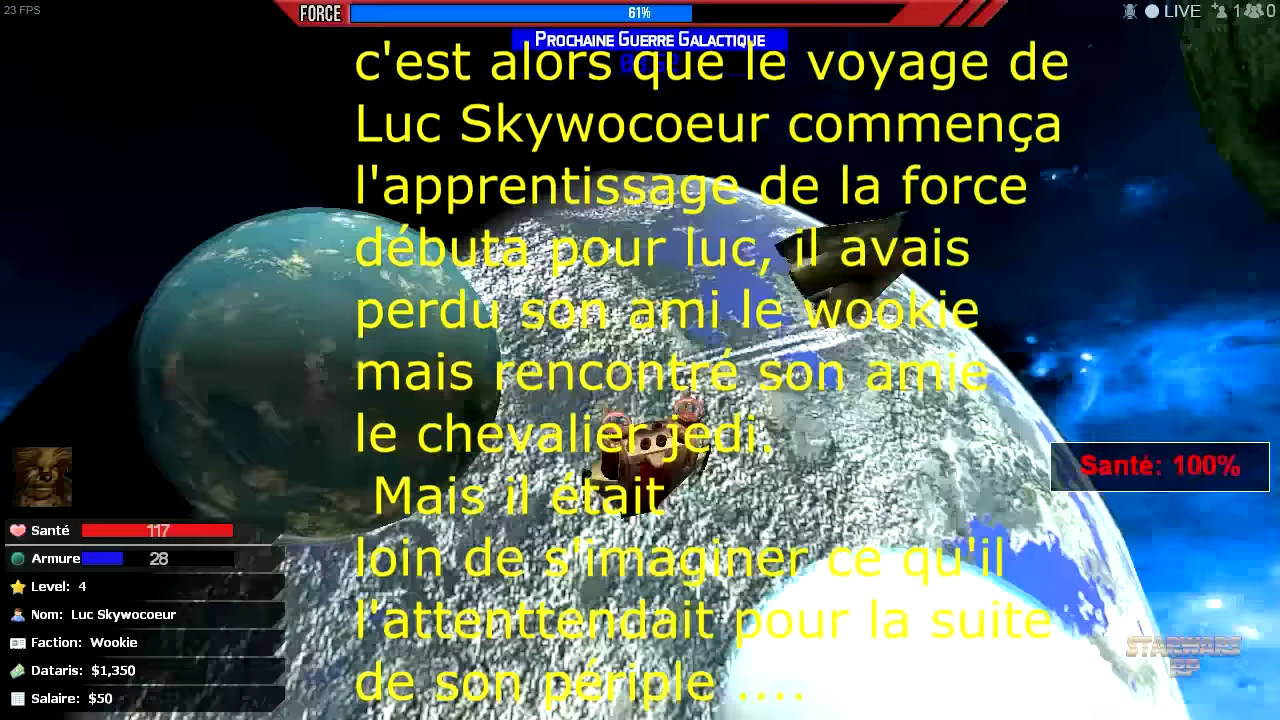 23 FPS
FORCE
61%
LIVE
1
0
Prochaine Guerre Galactique
c'est alors que le voyage de
Luc Skywocoeur commença
l'apprentissage de la force
débuta pour luc, il avais
perdu son ami le wookie
mais rencontré son amie
le chevalier jedi.
Mais il était
loin de s'imaginer ce qu'il
l'attenttendait pour la suite
de son périple ....
Santé: 100%
Santé 117
Armure 28
Level: 4
Nom: Luc Skywocoeur
Faction: Wookie
Dataris: $1,350
Salaire: $50
STARWARS
RP